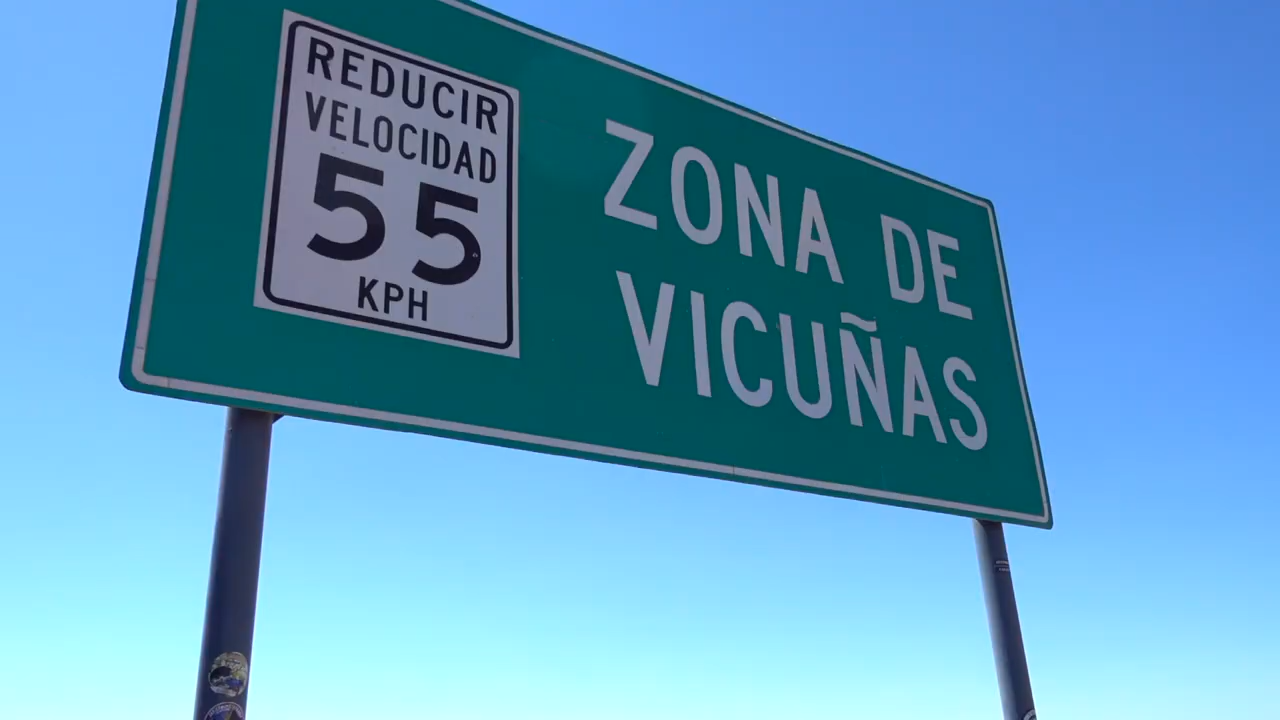 REDUCIR
VELOCIDAD
55
KPH
ZONA DE
VICUÑAS